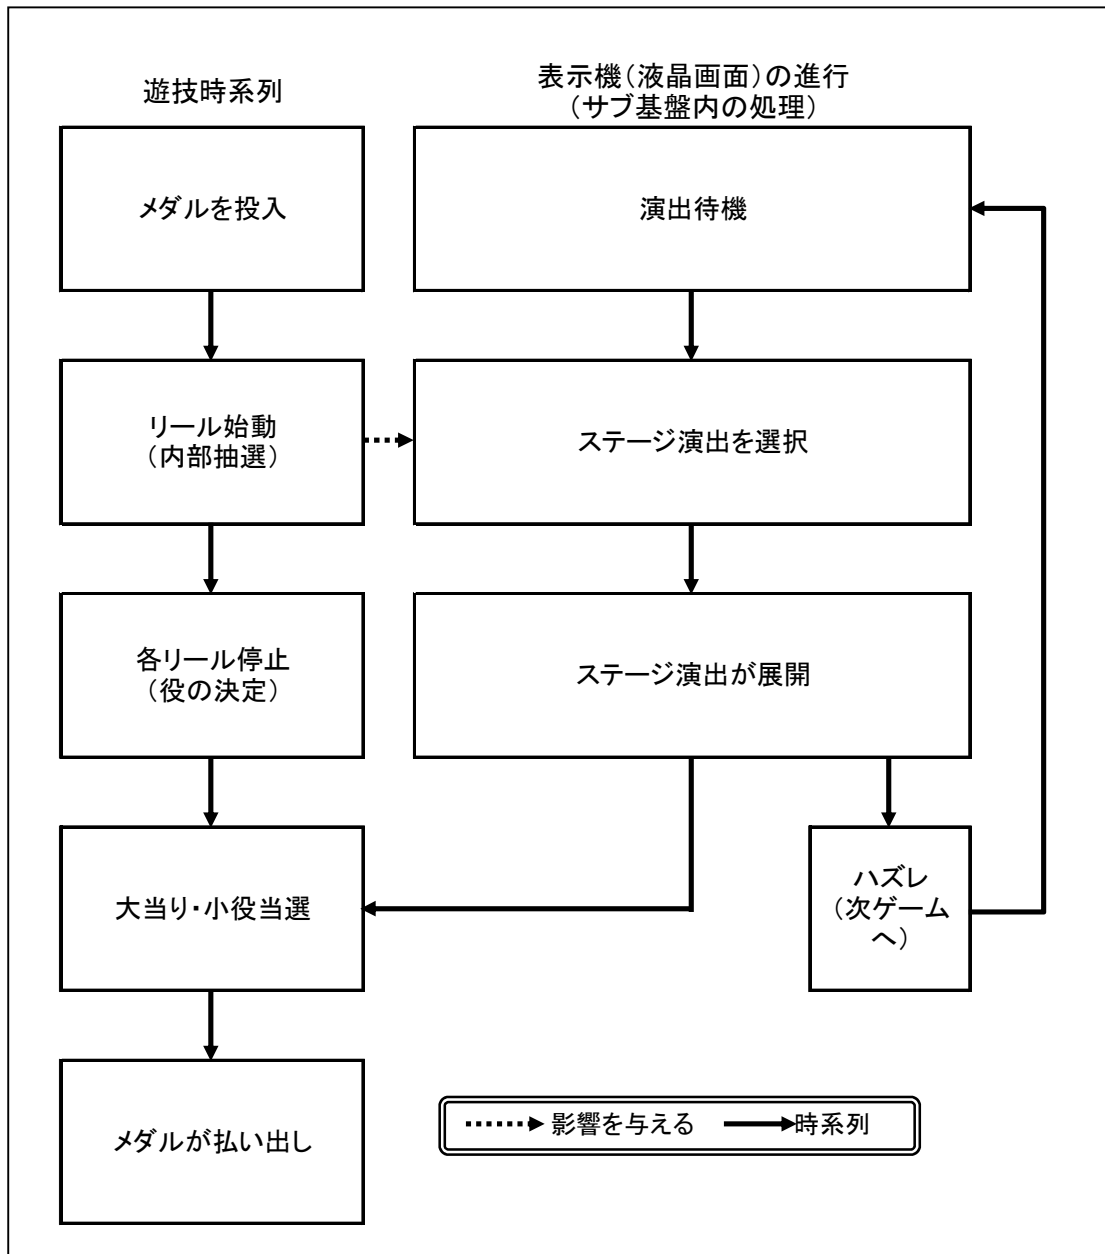 遊技時系列
表示機(液晶画面)の進行
(サブ基盤内の処理)
メダルを投入
演出待機
リール始動
(内部抽選)
ステージ演出を選択
各リール停止
(役の決定)
ステージ演出が展開
大当り・小役当選
ハズレ
(次ゲーム
へ)
メダルが払い出し
影響を与える
時系列